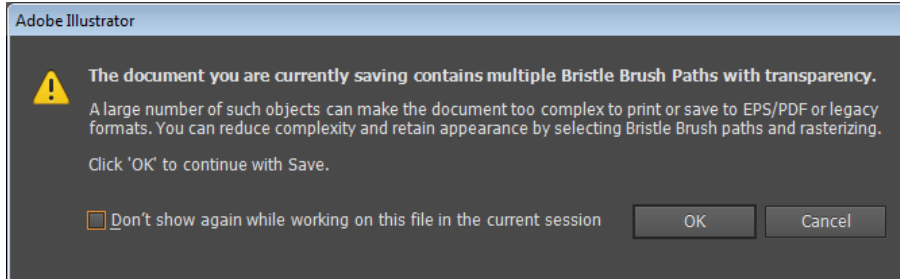 Adobe Illustrator
The document you are currently saving contains multiple Bristle Brush Paths with transparency.
A large number of such objects can make the document too complex to print or save to EPS/PDF or legacy
formats. You can reduce complexity and retain appearance by selecting Bristle Brush paths and rasterizing.
Click 'OK' to continue with Save.
Don't show again while working on this file in the current session
OK
Cancel